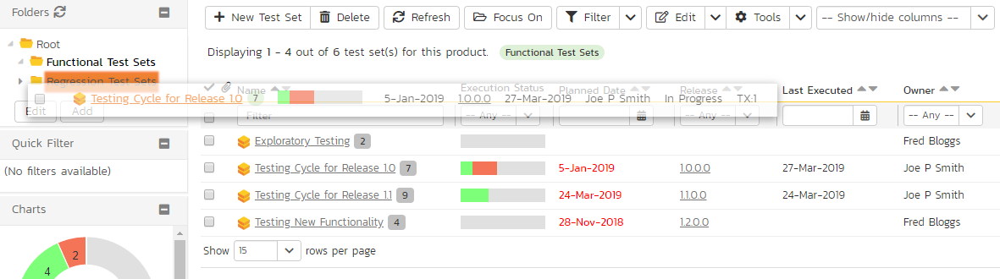 Folders
Root
Functional Test Sets
Regression Test Sets
Edit Add
Quick Filter
(No filters available)
Charts
2
4
New Test Set Delete Refresh Focus On Filter Edit Tools -- Show/hide columns --
Displaying 1 - 4 out of 6 test set(s) for this product. Functional Test Sets
Name Execution Status Planned Date Release Last Executed Owner
Testing Cycle for Release 1.0 7 5-Jan-2019 1.0.0.0 27-Mar-2019 Joe P Smith In Progress TX:1
Filter -- Any -- -- Any -- -- Any --
Exploratory Testing 2 Fred Bloggs
Testing Cycle for Release 1.0 7 5-Jan-2019 1.0.0.0 27-Mar-2019 Joe P Smith
Testing Cycle for Release 1.1 9 24-Mar-2019 1.1.0.0 24-Mar-2019 Joe P Smith
Testing New Functionality 4 28-Nov-2018 1.2.0.0 Fred Bloggs
Show 15 rows per page